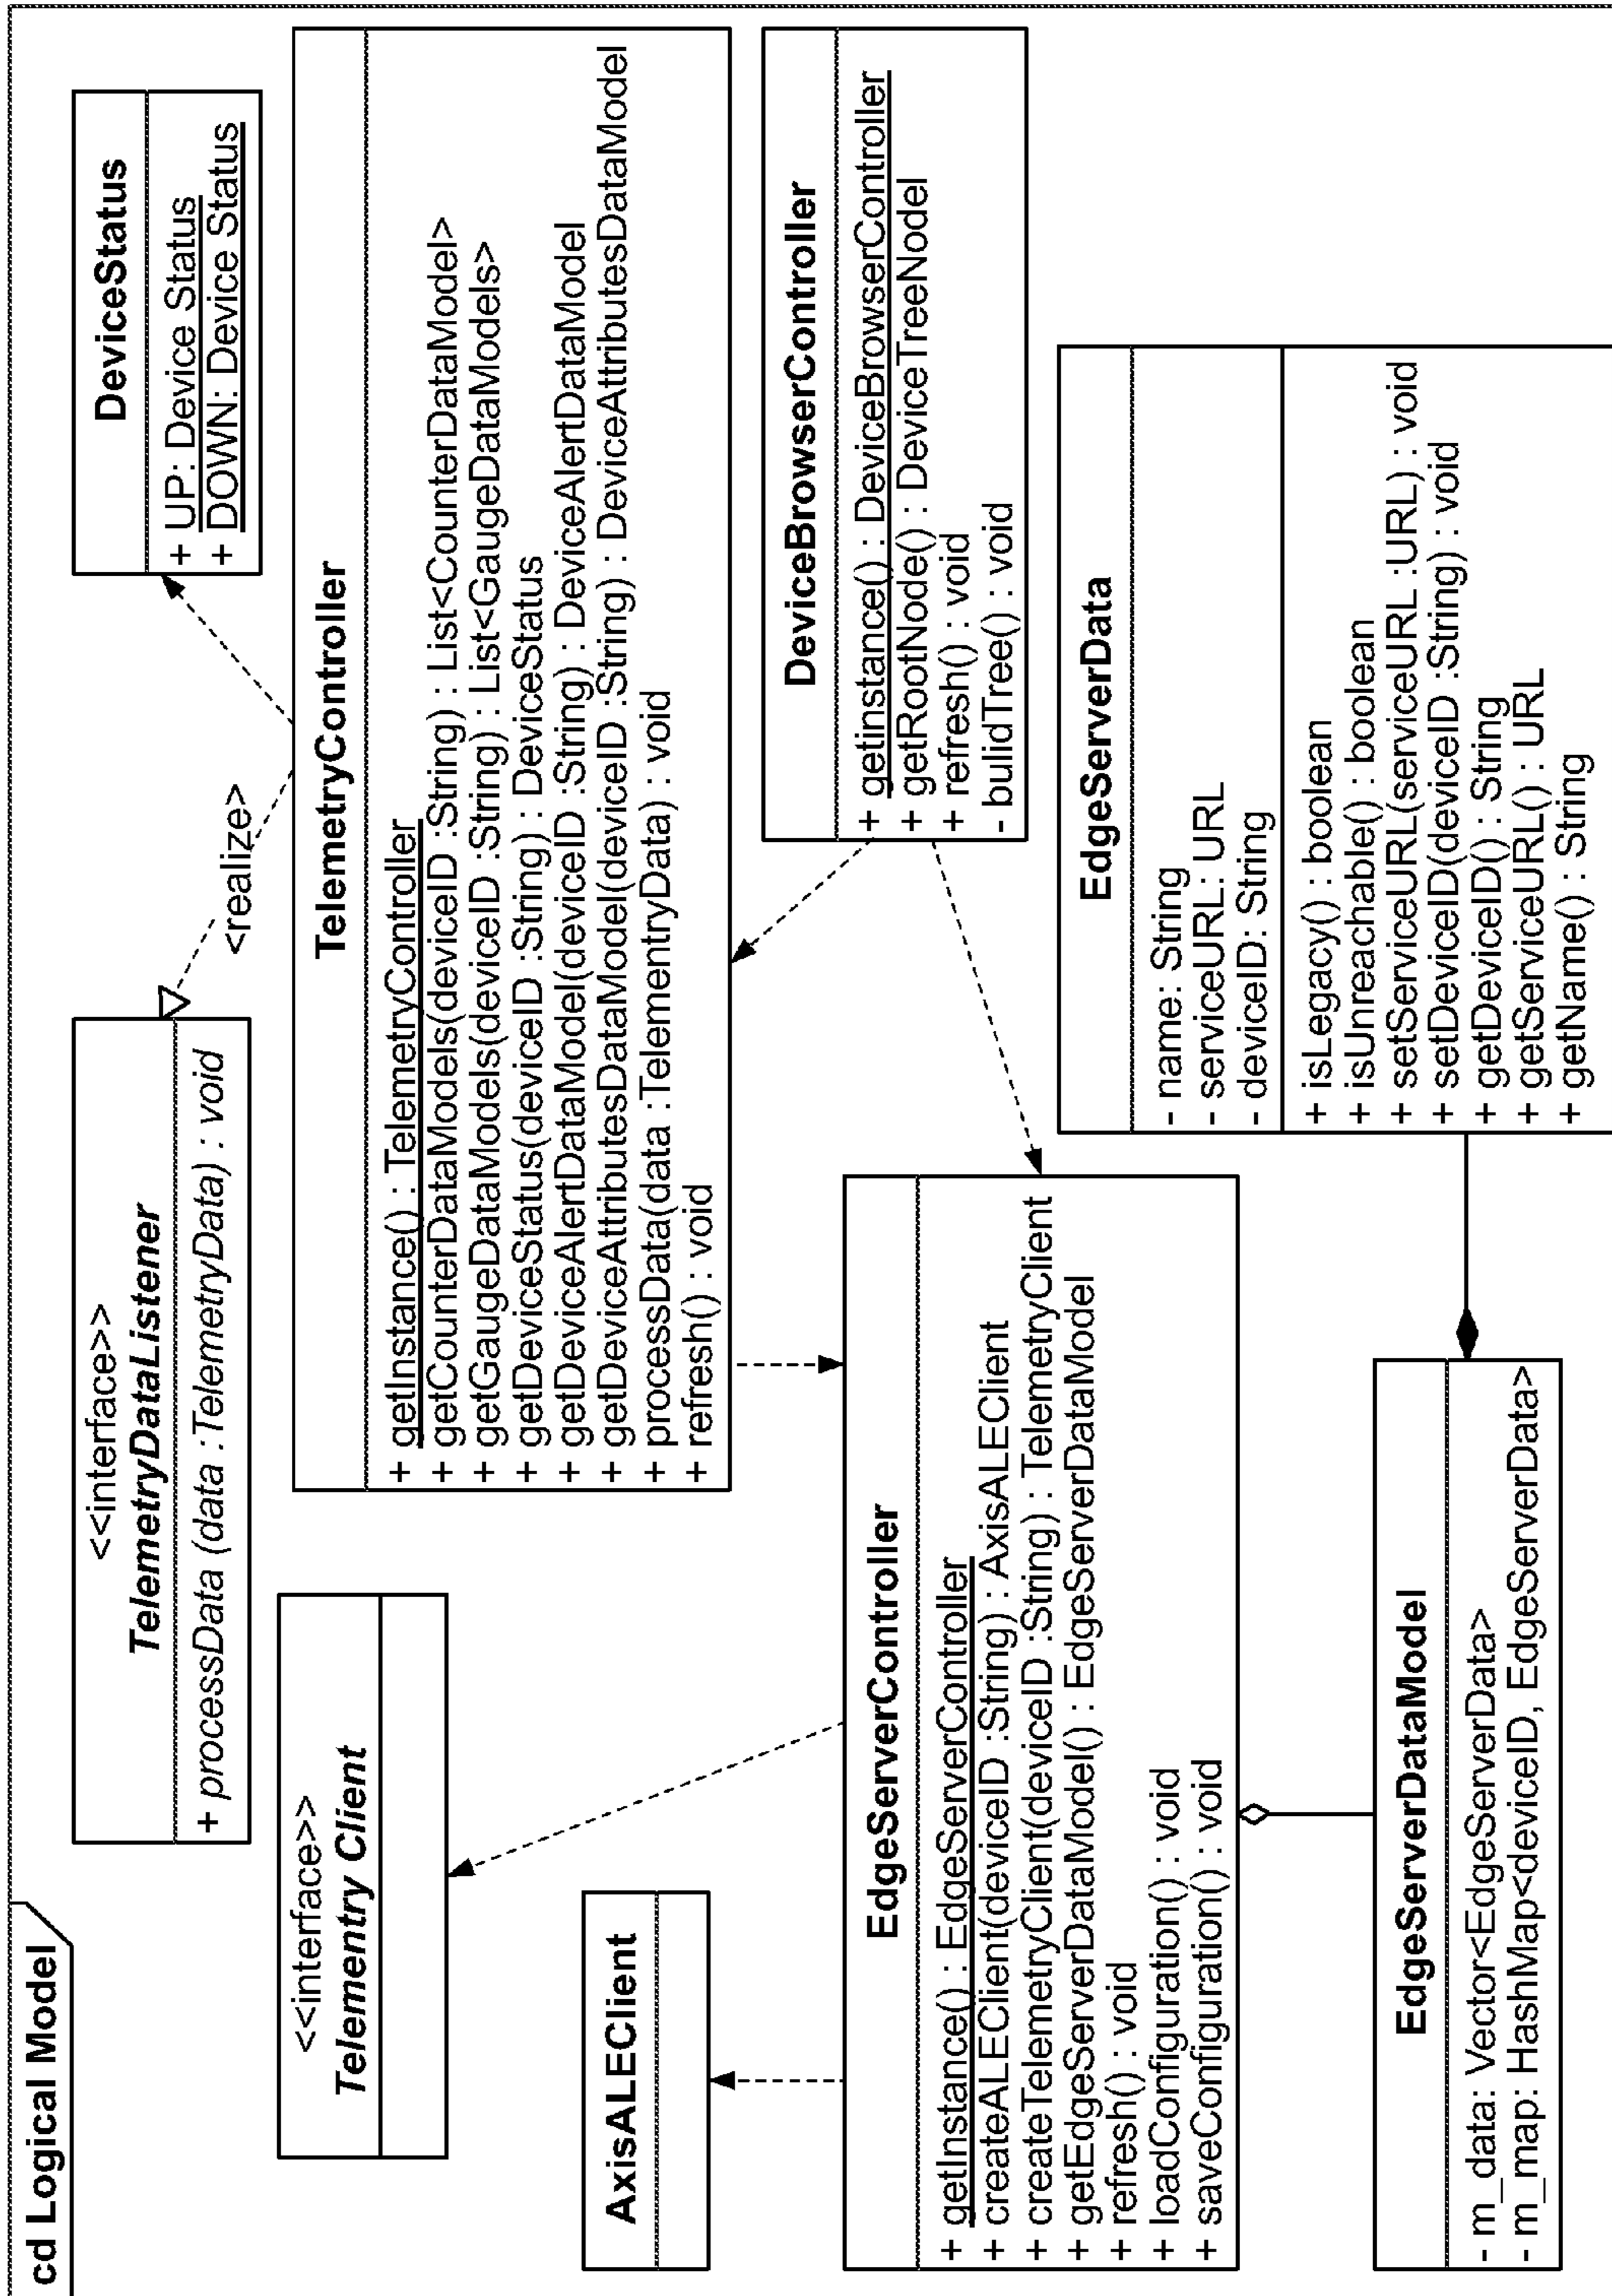 cd Logical Model
<<interface>>
TelemetryDataListener
+ processData (data :TelemetryData) : void
DeviceStatus
+ UP: Device Status
+ DOWN: Device Status
<realize>
<<interface>>
Telementry Client
TelemetryController
+ getInstance() : TelemetryController
+ getCounterDataModels(deviceID :String) : List<CounterDataModel>
+ getGaugeDataModels(deviceID :String) : List<GaugeDataModels>
+ getDeviceStatus(deviceID :String) : DeviceStatus
+ getDeviceAlertDataModel(deviceID :String) : DeviceAlertDataModel
+ getDeviceAttributesDataModel(deviceID :String) : DeviceAttributesDataModel
+ processData(data :TelementryData) : void
+ refresh() : void
AxisALEClient
DeviceBrowserController
+ getinstance() : DeviceBrowserController
+ getRootNode() : DeviceTreeNodel
+ refresh() : void
- bulidTree() : void
EdgeServerController
+ getInstance() : EdgeServerController
+ createALEClient(deviceID :String) : AxisALEClient
+ createTelemetryClient(deviceID :String) : TelemetryClient
+ getEdgeServerDataModel() : EdgeServerDataModel
+ refresh() : void
+ loadConfiguration() : void
+ saveConfiguration() : void
EdgeServerData
- name: String
- serviceURL: URL
- deviceID: String
+ isLegacy() : boolean
+ isUnreachable() : boolean
+ setServiceURL(serviceURL :URL) : void
+ setDeviceID(deviceID :String) : void
+ getDeviceID() : String
+ getServiceURL() : URL
+ getName() : String
EdgeServerDataModel
- m_data: Vector<EdgeServerData>
- m_map: HashMap<deviceID, EdgeServerData>